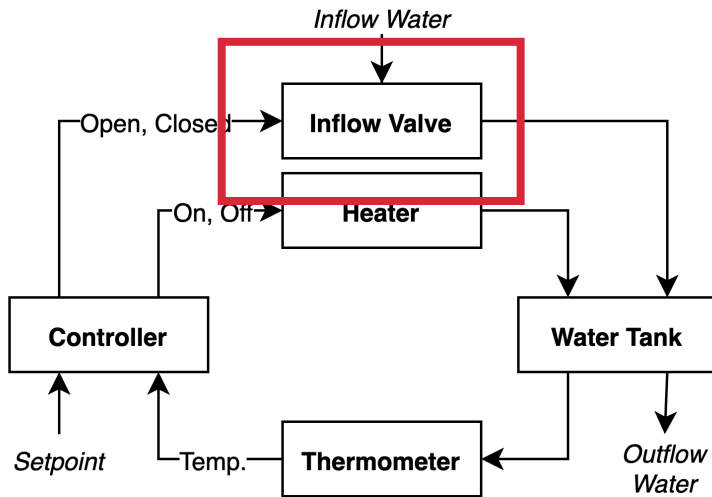 Inflow Water
Open, Closed
Inflow Valve
On, Off
Heater
Controller
Water Tank
Setpoint
Temp.
Thermometer
Outflow
Water